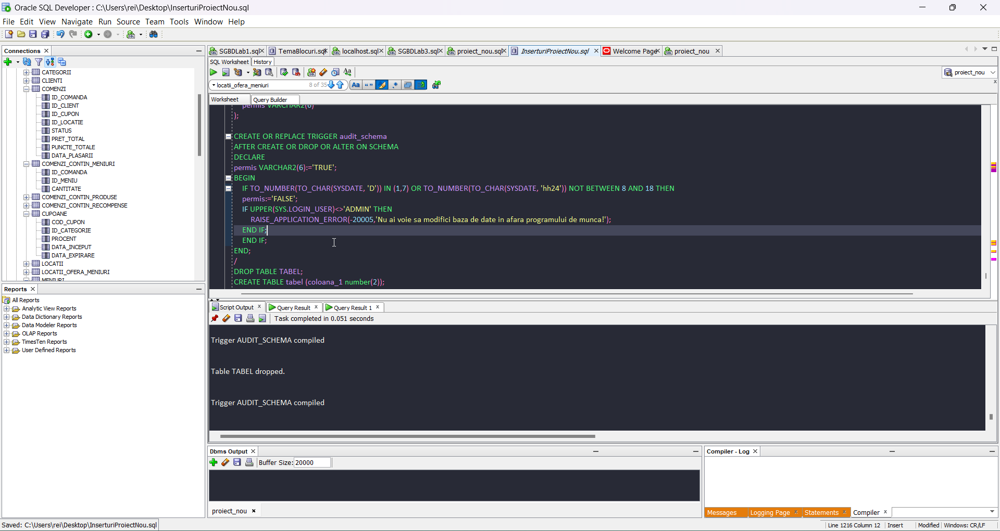 Oracle SQL Developer : C:\Users\rei\Desktop\InserturiProiectNou.sql
File Edit View Navigate Run Source Team Tools Window Help
Connections
CATEGORII
CLIENTI
COMENZI
ID_COMANDA
ID_CLIENT
ID_CUPON
ID_LOCATIE
STATUS
PRET_TOTAL
PUNCTE_TOTALE
DATA_PLASARII
COMENZI_CONTIN_MENIURI
ID_COMANDA
ID_MENIU
CANTITATE
COMENZI_CONTIN_PRODUSE
COMENZI_CONTIN_RECOMPENSE
CUPOANE
COD_CUPON
ID_CATEGORIE
PROCENT
DATA_INCEPUT
DATA_EXPIRARE
LOCATII
LOCATII_OFERA_MENIURI
MENIURI
Reports
All Reports
Analytic View Reports
Data Dictionary Reports
Data Modeler Reports
OLAP Reports
TimesTen Reports
User Defined Reports
SGBDLab1.sql TemaBlocuri.sql localhost.sql SGBDLab3.sql proiect_nou.sql InserturiProiectNou.sql Welcome Page proiect_nou
SQL Worksheet History
proiect_nou
locatii_ofera_meniuri 8 of 35 Aa " "
Worksheet Query Builder
permis VARCHAR2(6)
);
CREATE OR REPLACE TRIGGER audit_schema
AFTER CREATE OR DROP OR ALTER ON SCHEMA
DECLARE
permis VARCHAR2(6):='TRUE';
BEGIN
IF TO_NUMBER(TO_CHAR(SYSDATE, 'D')) IN (1,7) OR TO_NUMBER(TO_CHAR(SYSDATE, 'hh24')) NOT BETWEEN 8 AND 18 THEN
permis:='FALSE';
IF UPPER(SYS.LOGIN_USER)<>'ADMIN' THEN
RAISE_APPLICATION_ERROR(-20005,'Nu ai voie sa modifici baza de date in afara programului de munca!');
END IF;
END IF;
END;
/
DROP TABLE TABEL;
CREATE TABLE tabel (coloana_1 number(2));
Script Output Query Result Query Result 1
Task completed in 0.051 seconds
Trigger AUDIT_SCHEMA compiled
Table TABEL dropped.
Trigger AUDIT_SCHEMA compiled
Dbms Output
Buffer Size: 20000
proiect_nou
Compiler - Log
Messages Logging Page Statements Compiler
Saved: C:\Users\rei\Desktop\InserturiProiectNou.sql
Line 1216 Column 12 Insert Modified Windows: CR/LF